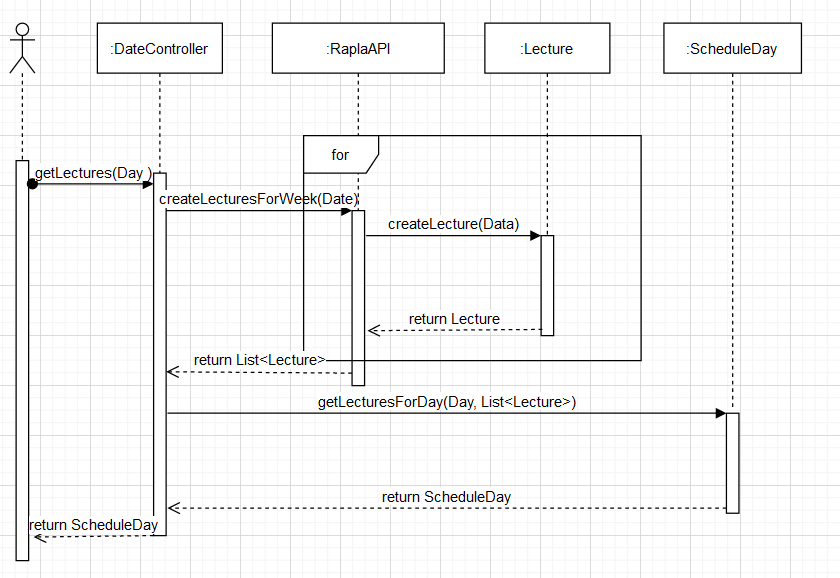 :DateController
:RaplaAPI
:Lecture
:ScheduleDay
for
getLectures(Day )
createLecturesForWeek(Date)
createLecture(Data)
return Lecture
return List<Lecture>
getLecturesForDay(Day, List<Lecture>)
return ScheduleDay
return ScheduleDay